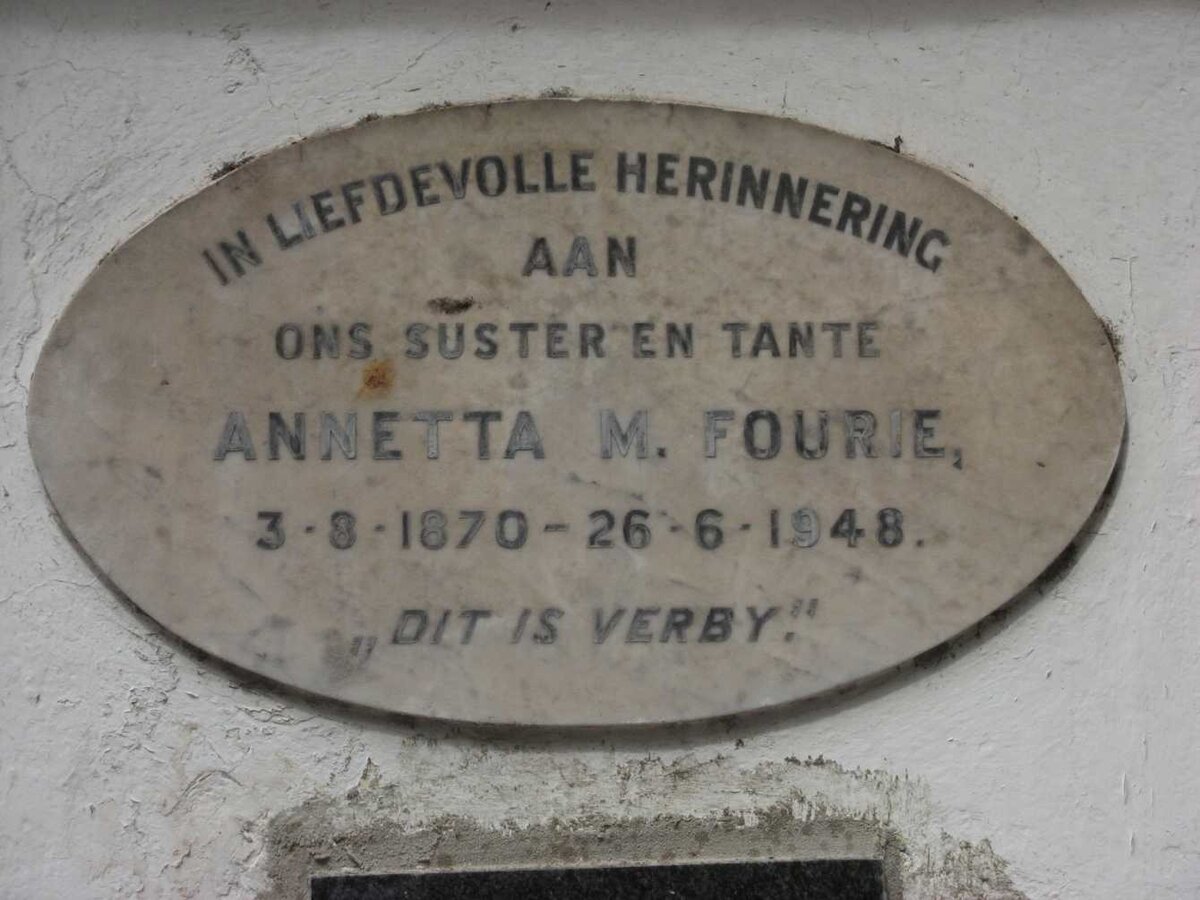 IN LIEFDEVOLLE HERINNERING
AAN
ONS SUSTER EN TANTE
ANNETTA M. FOURIE,
3-8-1870-26-6-1948.
„DIT IS VERBY."